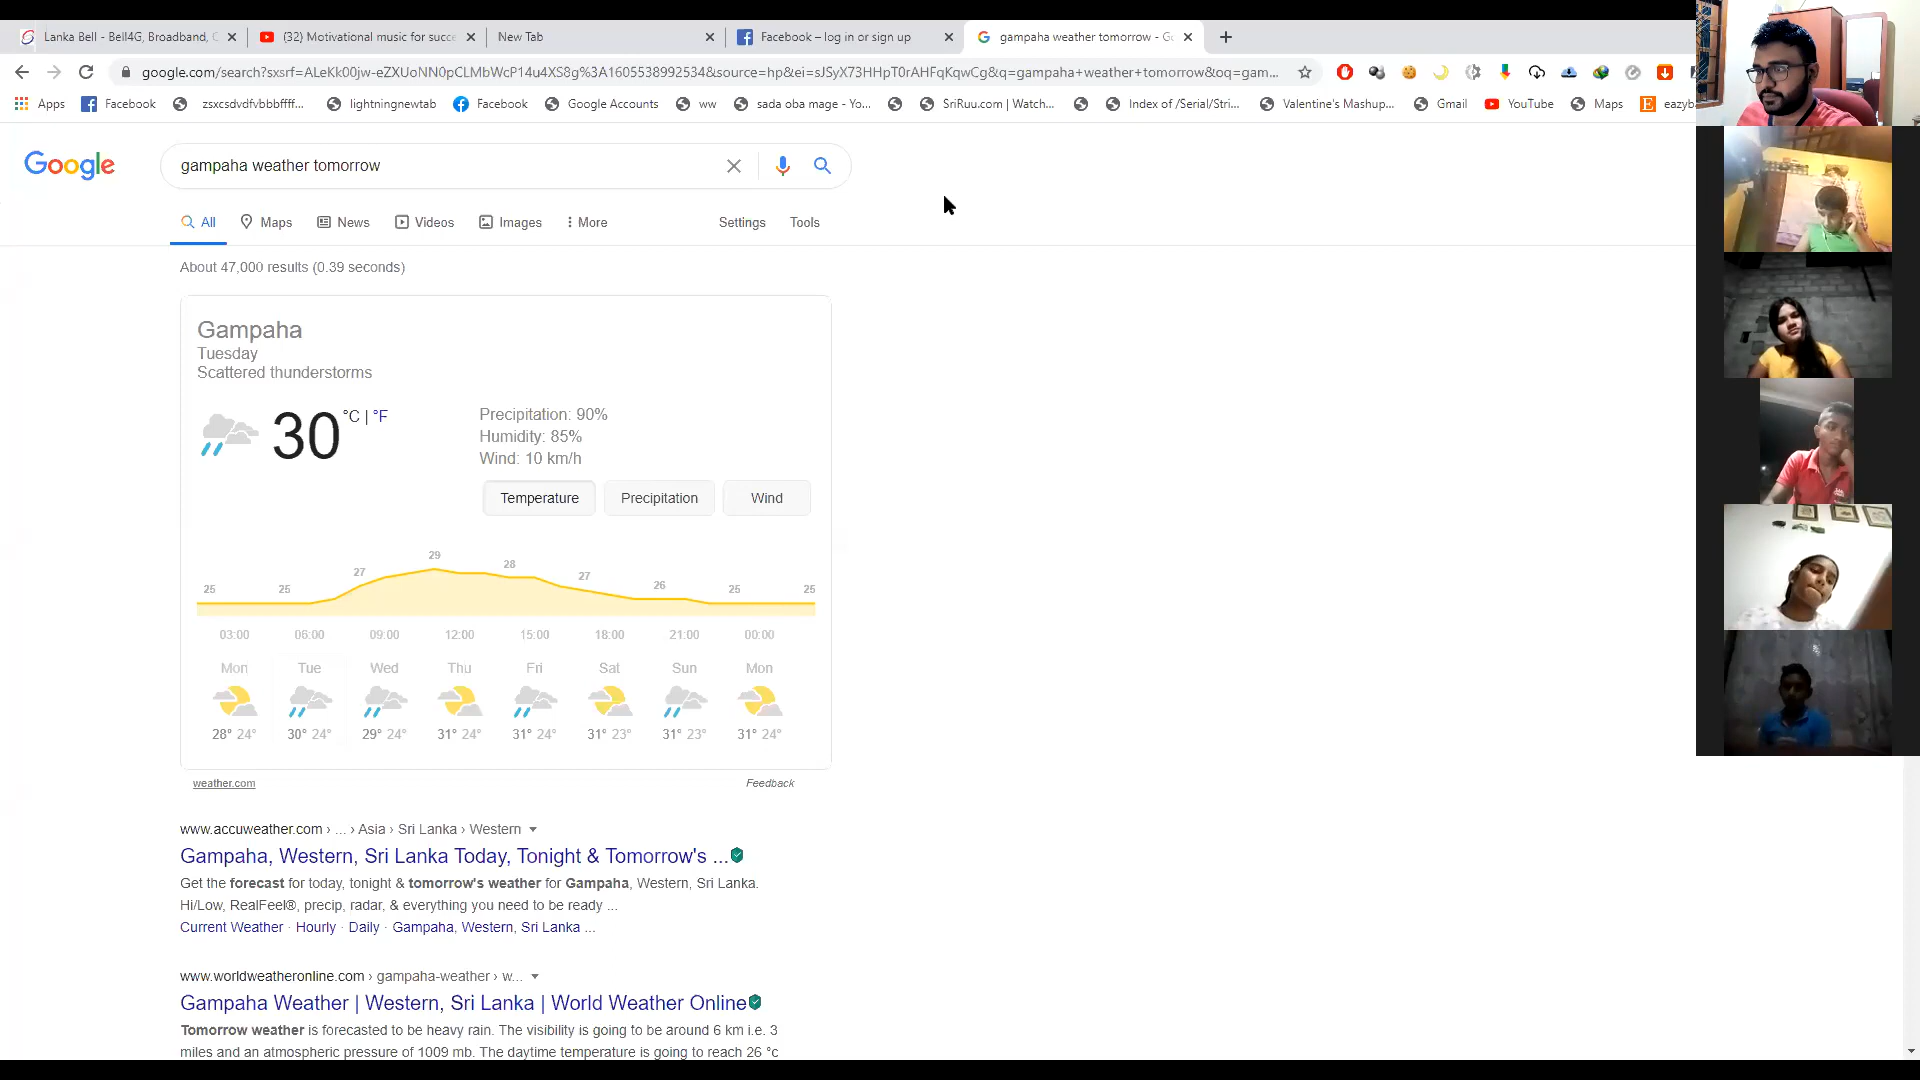 Lanka Bell - Bell4G, Broadband, C
(32) Motivational music for succe
New Tab
Facebook – log in or sign up
gampaha weather tomorrow - Go
google.com/search?sxsrf=ALeKk00jw-eZXUoNN0pCLMbWcP14u4XS8g%3A1605538992534&source=hp&ei=sJSyX73HHpT0rAHFqKqwCg&q=gampaha+weather+tomorrow&oq=gam...
Apps
Facebook
zsxcsdvdfvbbbffff...
lightningnewtab
Facebook
Google Accounts
ww
sada oba mage - Yo...
SriRuu.com | Watch...
Index of /Serial/Stri...
Valentine's Mashup...
Gmail
YouTube
Maps
eazyb
Google
gampaha weather tomorrow
All
Maps
News
Videos
Images
More
Settings
Tools
About 47,000 results (0.39 seconds)
Gampaha
Tuesday
Scattered thunderstorms
30
°C | °F
Precipitation: 90%
Humidity: 85%
Wind: 10 km/h
Temperature
Precipitation
Wind
25 25 27 29 28 27 26 25 25
03:00 06:00 09:00 12:00 15:00 18:00 21:00 00:00
Mon Tue Wed Thu Fri Sat Sun Mon
28° 24° 30° 24° 29° 24° 31° 24° 31° 24° 31° 23° 31° 23° 31° 24°
weather.com
Feedback
www.accuweather.com › ... › Asia › Sri Lanka › Western
Gampaha, Western, Sri Lanka Today, Tonight & Tomorrow's ...
Get the forecast for today, tonight & tomorrow's weather for Gampaha, Western, Sri Lanka.
Hi/Low, RealFeel®, precip, radar, & everything you need to be ready ...
Current Weather · Hourly · Daily · Gampaha, Western, Sri Lanka ...
www.worldweatheronline.com › gampaha-weather › w...
Gampaha Weather | Western, Sri Lanka | World Weather Online
Tomorrow weather is forecasted to be heavy rain. The visibility is going to be around 6 km i.e. 3
miles and an atmospheric pressure of 1009 mb. The daytime temperature is going to reach 26 °c